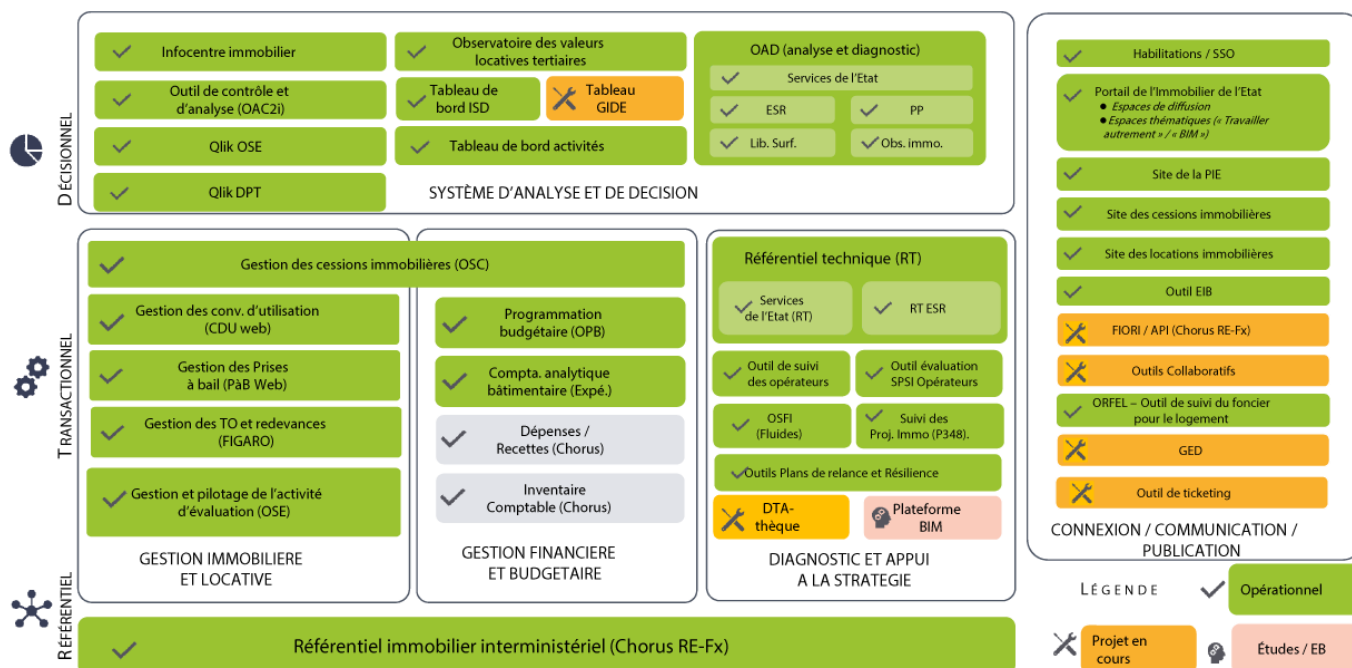 DÉCISIONNEL
Infocentre immobilier
Outil de contrôle et
d'analyse (OAC2i)
Qlik OSE
Qlik DPT
Observatoire des valeurs
locatives tertiaires
Tableau de
bord ISD
Tableau
GIDE
Tableau de bord activités
OAD (analyse et diagnostic)
Services de l'Etat
ESR
PP
Lib. Surf.
Obs. immo.
SYSTÈME D'ANALYSE ET DE DECISION
TRANSACTIONNEL
Gestion des cessions immobilières (OSC)
Gestion des conv. d'utilisation
(CDU web)
Gestion des Prises
à bail (PàB Web)
Gestion des TO et redevances
(FIGARO)
Gestion et pilotage de l'activité
d'évaluation (OSE)
GESTION IMMOBILIERE
ET LOCATIVE
Programmation
budgétaire (OPB)
Compta. analytique
bâtimentaire (Expé.)
Dépenses /
Recettes (Chorus)
Inventaire
Comptable (Chorus)
GESTION FINANCIERE
ET BUDGETAIRE
Référentiel technique (RT)
Services
de l'Etat (RT)
RT ESR
Outil de suivi
des opérateurs
Outil évaluation
SPSI Opérateurs
OSFI
(Fluides)
Suivi des
Proj. Immo (P348).
Outils Plans de relance et Résilience
DTA-
thèque
Plateforme
BIM
DIAGNOSTIC ET APPUI
A LA STRATEGIE
RÉFÉRENTIEL
Référentiel immobilier interministériel (Chorus RE-Fx)
Habilitations / SSO
Portail de l'Immobilier de l'Etat
● Espaces de diffusion
● Espaces thématiques (« Travailler
autrement » / « BIM »)
Site de la PIE
Site des cessions immobilières
Site des locations immobilières
Outil EIB
FIORI / API (Chorus RE-Fx)
Outils Collaboratifs
ORFEL – Outil de suivi du foncier
pour le logement
GED
Outil de ticketing
CONNEXION / COMMUNICATION /
PUBLICATION
LÉGENDE
Opérationnel
Projet en
cours
Études / EB